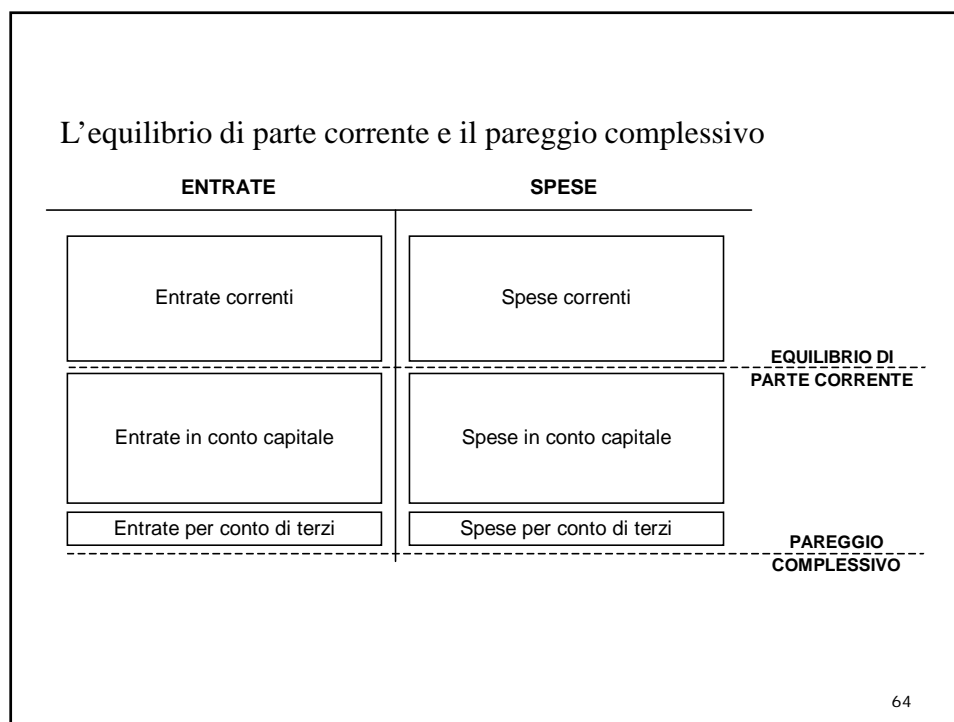 L’equilibrio di parte corrente e il pareggio complessivo
ENTRATE
SPESE
Entrate correnti
Spese correnti
EQUILIBRIO DI
PARTE CORRENTE
Entrate in conto capitale
Spese in conto capitale
Entrate per conto di terzi
Spese per conto di terzi
PAREGGIO
COMPLESSIVO
64